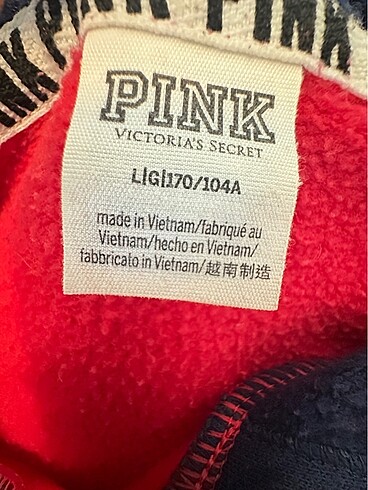 PINK
PINK
VICTORIA'S SECRET
L|G|170/104A
made in Vietnam/fabriqué au
Vietnam/hecho en Vietnam/
fabbricato in Vietnam/越南制造